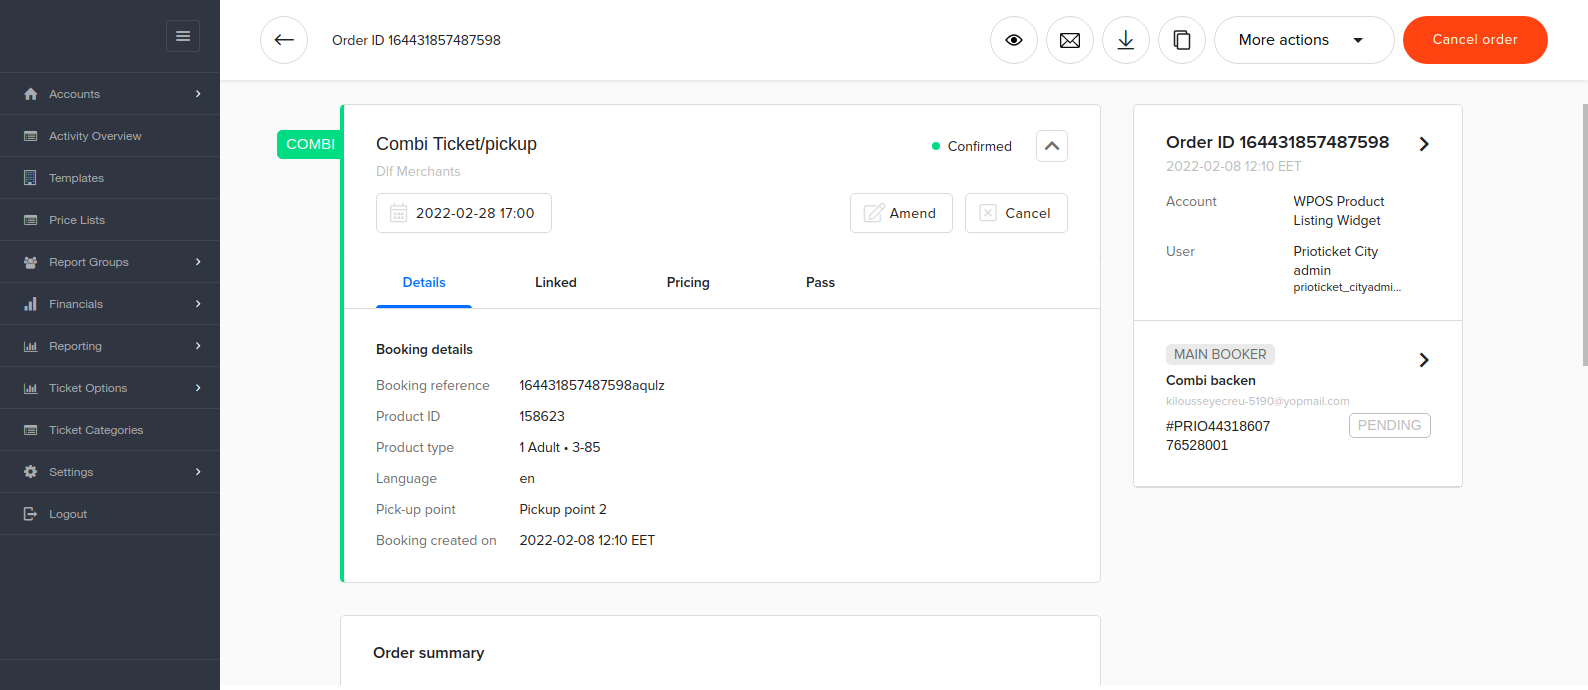 Order ID 164431857487598
More actions
Cancel order
Accounts
Activity Overview
Templates
Price Lists
Report Groups
Financials
Reporting
Ticket Options
Ticket Categories
Settings
Logout
COMBI
Combi Ticket/pickup
Confirmed
Dlf Merchants
2022-02-28 17:00
Amend
Cancel
Details
Linked
Pricing
Pass
Booking details
Booking reference 164431857487598aqulz
Product ID 158623
Product type 1 Adult • 3-85
Language en
Pick-up point Pickup point 2
Booking created on 2022-02-08 12:10 EET
Order summary
Order ID 164431857487598
2022-02-08 12:10 EET
Account WPOS Product
Listing Widget
User Prioticket City
admin
prioticket_cityadmi...
MAIN BOOKER
Combi backen
kilousseyecreu-5190@yopmail.com
#PRIO44318607
76528001
PENDING